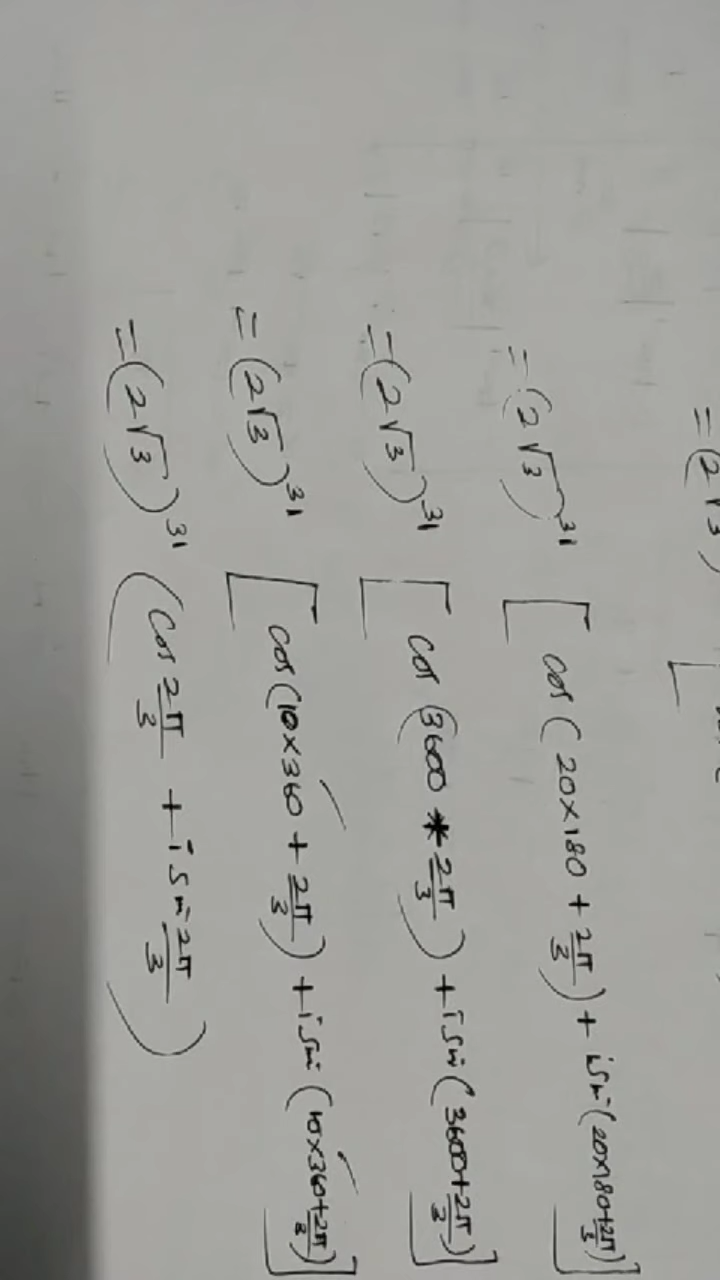 = (2√3
= (2√3)³¹ [cos(20×180 + 2π/3) + i sin(20×180+2π/3)]
= (2√3)³¹ [cos(3600 * 2π/3) + i sin(3600+2π/3)]
= (2√3)³¹ [cos(10×360 + 2π/3) + i sin(10×360+2π/3)]
= (2√3)³¹ (cos 2π/3 + i sin 2π/3)